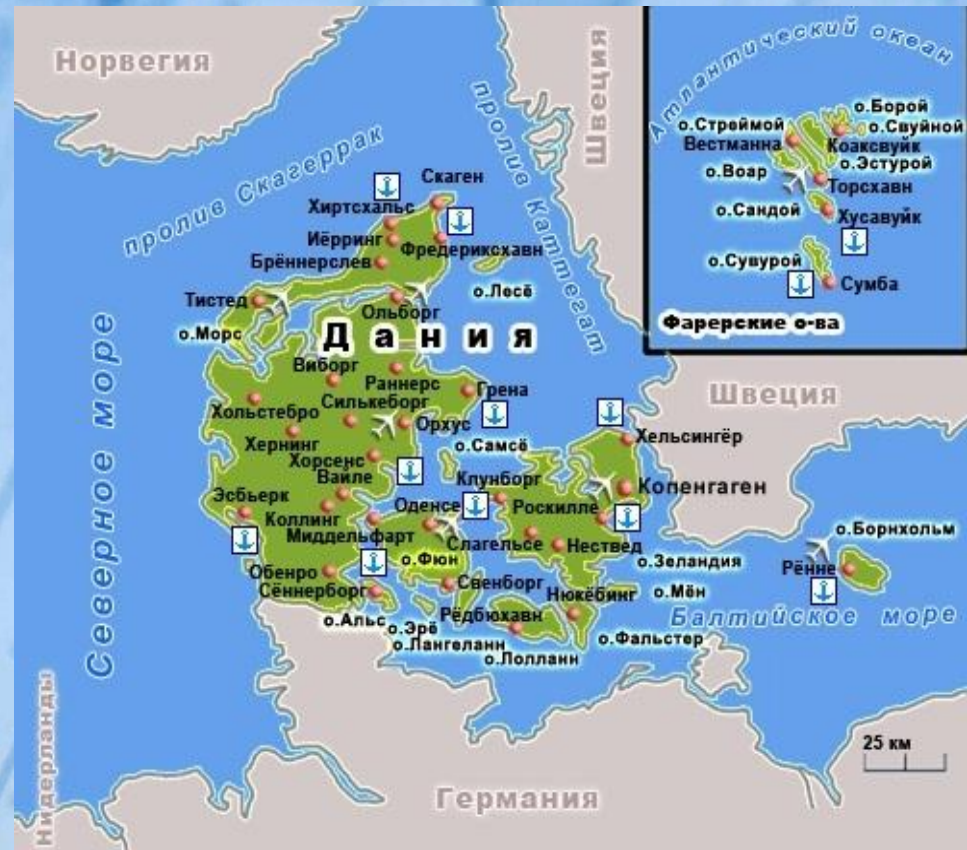 Норвегия
Швеция
пролив Скагеррак
пролив Каттегат
Скаген
Хиртсхальс
Иёрринг
Фредериксхавн
Брённерслев
о.Лесё
Тистед
Ольборг
о.Морс
Дания
Северное море
Виборг
Раннерс
Грена
Хольстебро
Силькеборг
Орхус
Хернинг
о.Самсё
Хорсенс
Вайле
Хельсингёр
Клунборг
Копенгаген
Эсбьерк
Оденсе
Роскилле
Коллинг
Миддельфарт
Слагельсе
Нествед
о.Фюн
о.Зеландия
Обенро
Свенборг
Нюкёбинг
о.Мён
Сённерборг
Рёдбюхавн
о.Альс
о.Эрё
о.Фальстер
о.Лангеланн
о.Лолланн
Швеция
о.Борнхольм
Рённе
Балтийское море
25 км
Германия
Нидерланды
Атлантический океан
о.Борой
о.Стреймой
о.Свуйной
Вестманна
Коаксвуйк
о.Эстурой
о.Воар
Торсхавн
о.Сандой
Хусавуйк
о.Сувурой
Сумба
Фарерские о-ва